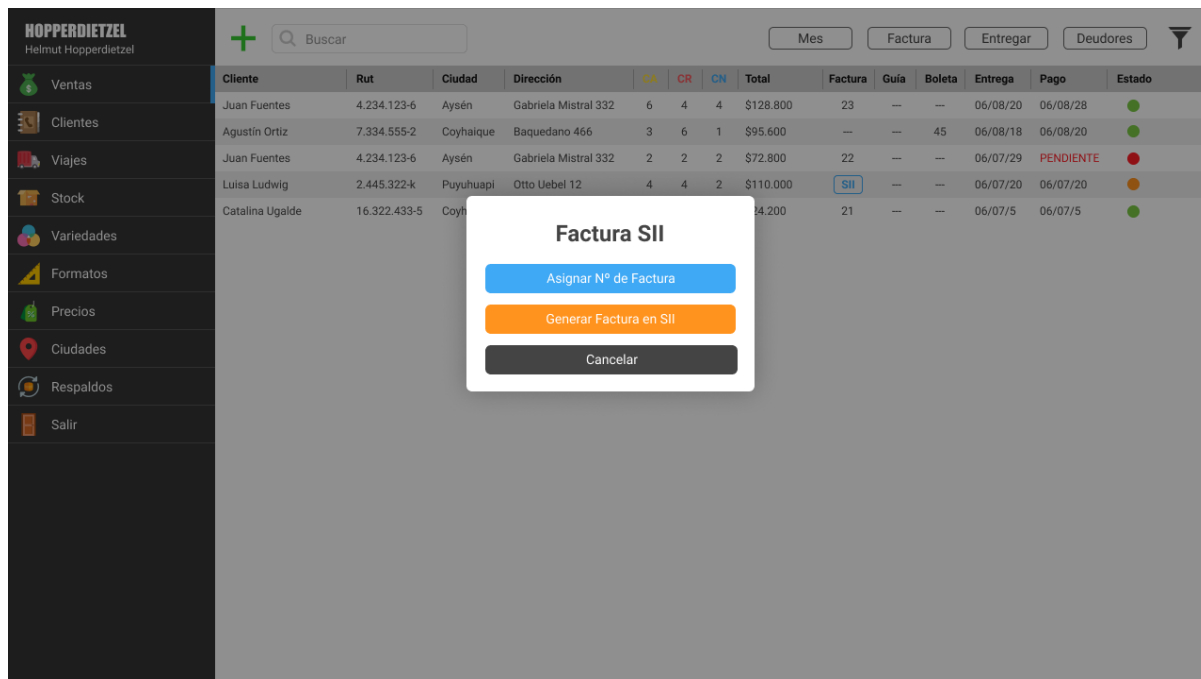 HOPPERDIETZEL
Helmut Hopperdietzel
Ventas
Clientes
Viajes
Stock
Variedades
Formatos
Precios
Ciudades
Respaldos
Salir
Buscar Mes Factura Entregar Deudores
Cliente Rut Ciudad Dirección CR CN Total Factura Guía Boleta Entrega Pago Estado
Juan Fuentes 4.234.123-6 Aysén Gabriela Mistral 332 6 4 4 $128.800 23 --- --- 06/08/20 06/08/28
Agustín Ortiz 7.334.555-2 Coyhaique Baquedano 466 3 6 1 $95.600 --- --- 45 06/08/18 06/08/20
Juan Fuentes 4.234.123-6 Aysén Gabriela Mistral 332 2 2 2 $72.800 22 --- --- 06/07/29 PENDIENTE
Luisa Ludwig 2.445.322-k Puyuhuapi Otto Uebel 12 4 4 2 $110.000 SII --- --- 06/07/20 06/07/20
Catalina Ugalde 16.322.433-5 Coyh 24.200 21 --- --- 06/07/5 06/07/5
Factura SII
Asignar Nº de Factura
Generar Factura en SII
Cancelar